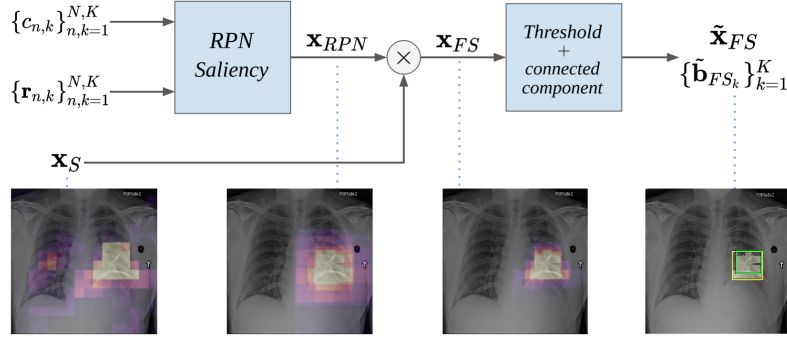 {c_{n,k}}_{n,k=1}^{N,K}
{r_{n,k}}_{n,k=1}^{N,K}
RPN
Saliency
x_{RPN}
×
x_{FS}
Threshold
+
connected
component
x̃_{FS}
{b̃_{FS_k}}_{k=1}^{K}
x_S
PORTABLE
PORTABLE
PORTABLE
PORTABLE